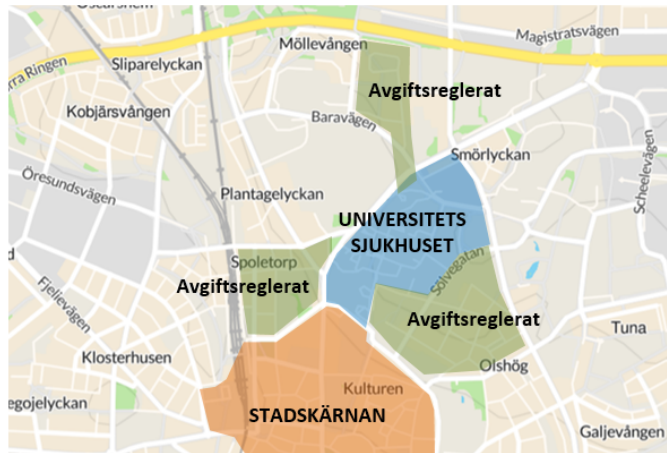 Möllevången
Magistratsvägen
Sliparelyckan
Avgiftsreglerat
Kobjärsvången
Baravägen
Smörlyckan
Öresundsvägen
Scheelevägen
Plantagelyckan
UNIVERSITETS
SJUKHUSET
Spoletorp
Sölvegatan
Avgiftsreglerat
Fjelievägen
Avgiftsreglerat
Tuna
Klosterhusen
Olshög
Kulturen
STADSKÄRNAN
Galjevången